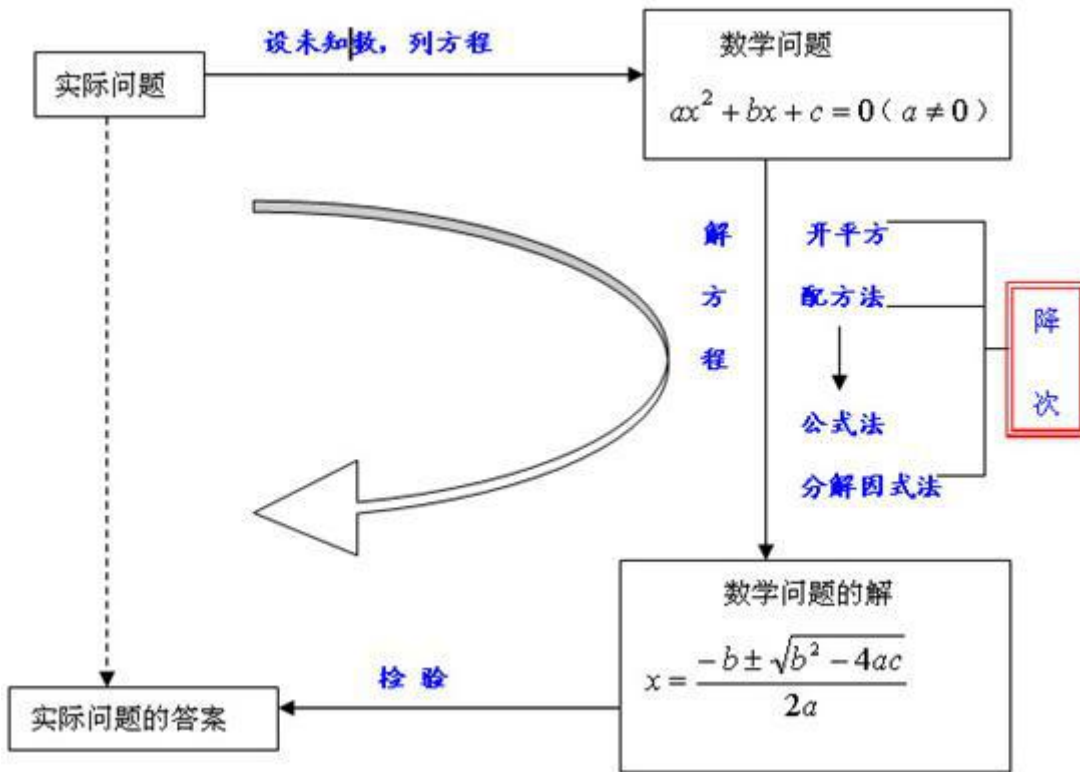 设未知数，列方程
实际问题
数学问题
ax² + bx + c = 0（a ≠ 0）
解方程
开平方
配方法
公式法
分解因式法
降次
数学问题的解
x = \frac{-b ± \sqrt{b² - 4ac}}{2a}
检 验
实际问题的答案